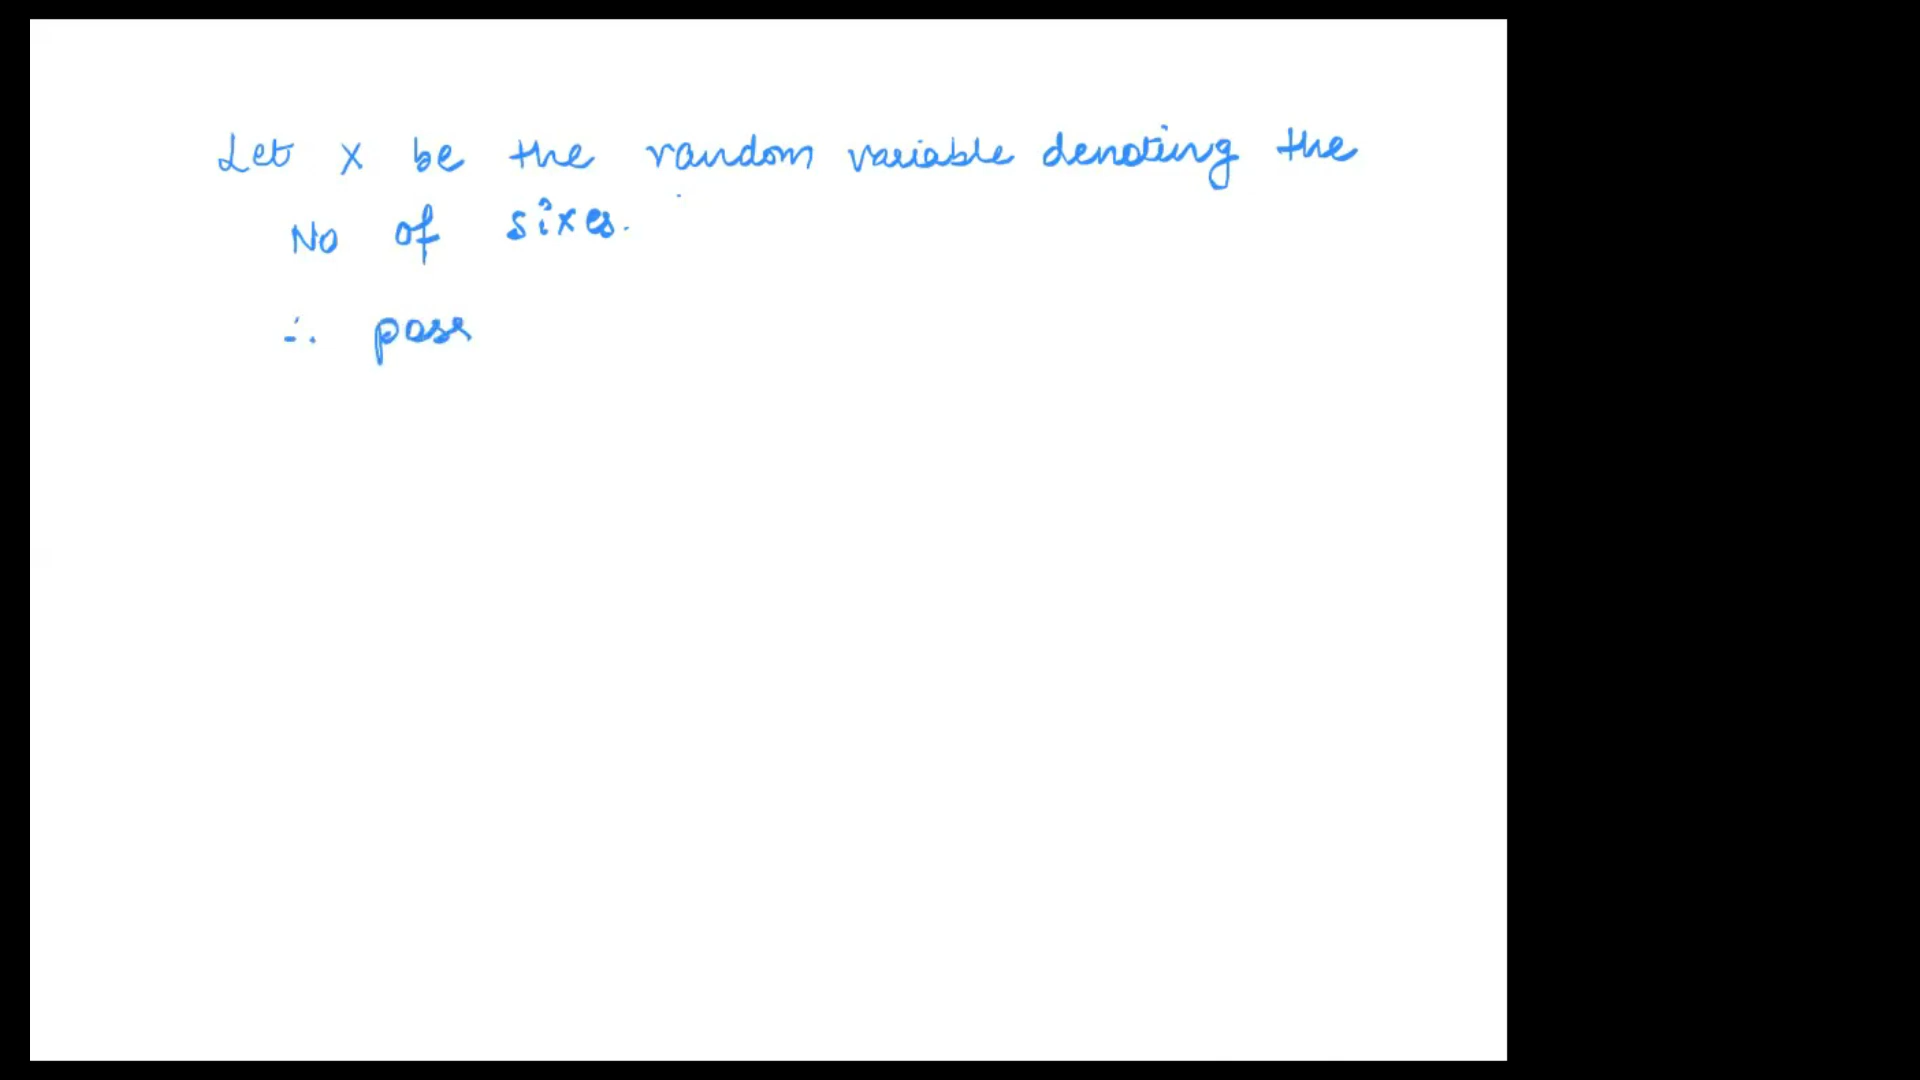 Let X be the random variable denoting the
No of sixes.
∴ poss